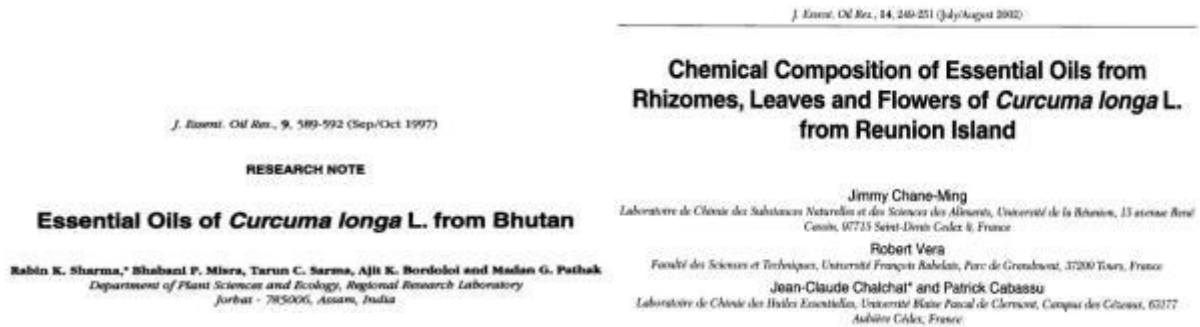 J. Essent. Oil Res., 9, 589-592 (Sep/Oct 1997)
RESEARCH NOTE
Essential Oils of Curcuma longa L. from Bhutan
Rabin K. Sharma,* Bhabani P. Misra, Tarun C. Sarma, Ajit K. Bordoloi and Madan G. Pathak
Department of Plant Sciences and Ecology, Regional Research Laboratory
Jorhat - 785006, Assam, India
J. Essent. Oil Res., 14, 249-251 (July/August 2002)
Chemical Composition of Essential Oils from
Rhizomes, Leaves and Flowers of Curcuma longa L.
from Reunion Island
Jimmy Chane-Ming
Laboratoire de Chimie des Substances Naturelles et des Sciences des Aliments, Université de la Réunion, 15 avenue René
Cassin, 97715 Saint-Denis Cedex 9, France
Robert Vera
Faculté des Sciences et Techniques, Université François Rabelais, Parc de Grandmont, 37200 Tours, France
Jean-Claude Chalchat* and Patrick Cabassu
Laboratoire de Chimie des Huiles Essentielles, Université Blaise Pascal de Clermont, Campus des Cézeaux, 63177
Aubière Cédex, France